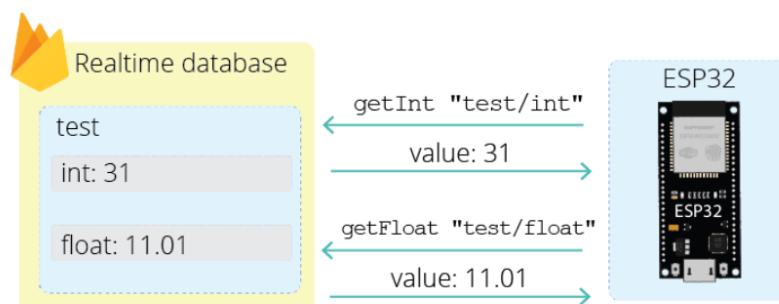 Realtime database
test
int: 31
float: 11.01
getInt "test/int"
value: 31
getFloat "test/float"
value: 11.01
ESP32
ESP32